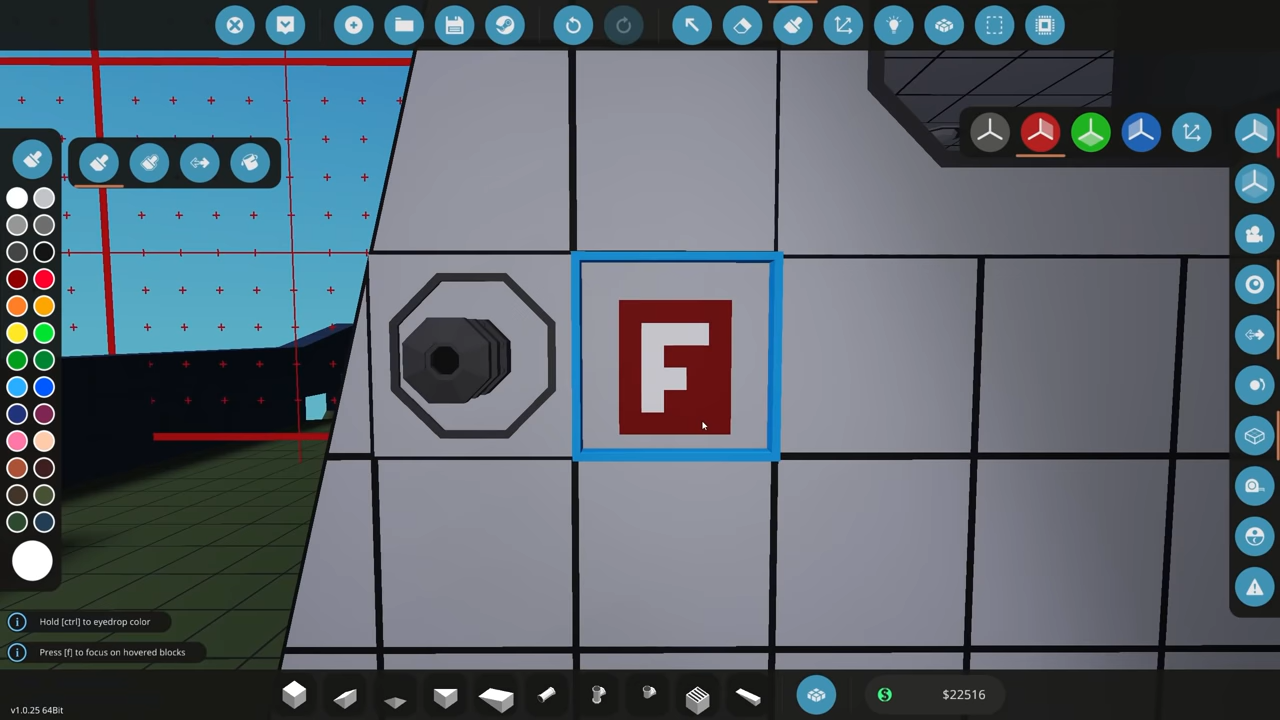 F
Hold [ctrl] to eyedrop color
Press [f] to focus on hovered blocks
v1.0.25 64Bit
$ $22516